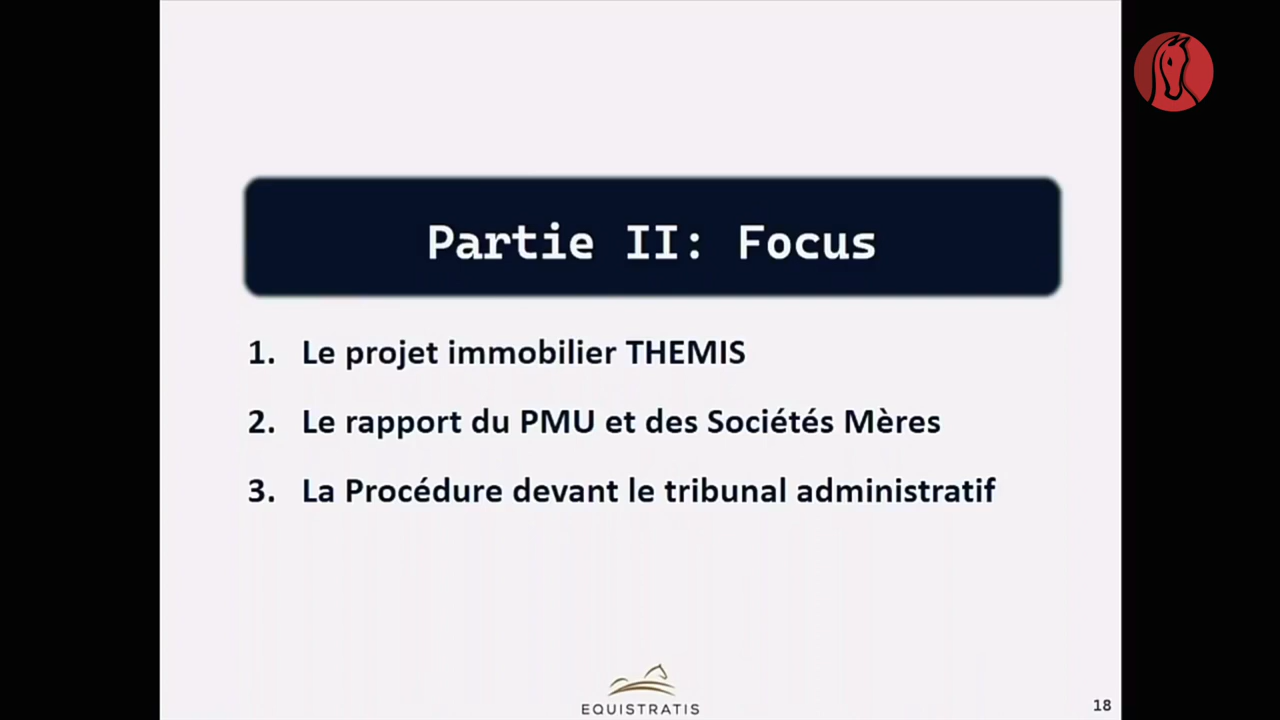 Partie II: Focus
1. Le projet immobilier THEMIS
2. Le rapport du PMU et des Sociétés Mères
3. La Procédure devant le tribunal administratif
EQUISTRATIS
18